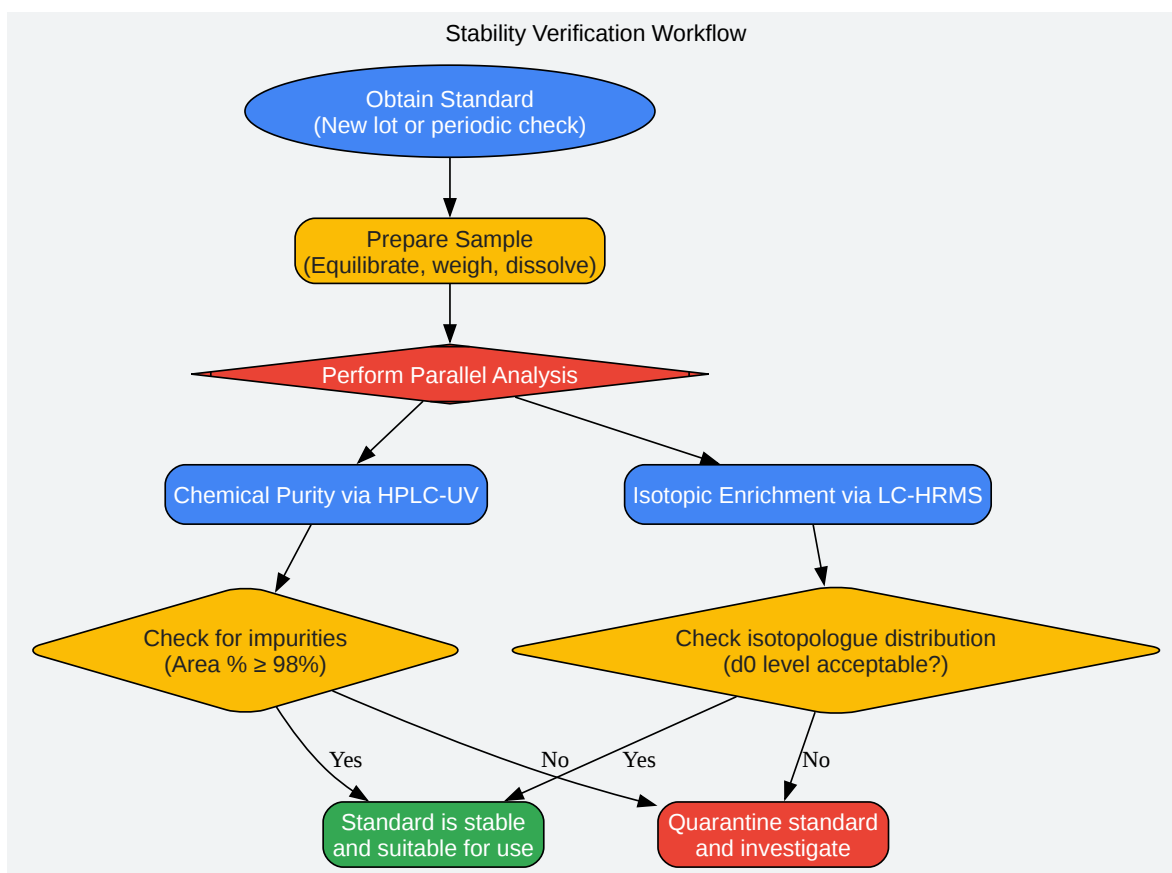 Stability Verification Workflow
Obtain Standard
(New lot or periodic check)
Prepare Sample
(Equilibrate, weigh, dissolve)
Perform Parallel Analysis
Chemical Purity via HPLC-UV
Isotopic Enrichment via LC-HRMS
Check for impurities
(Area % ≥ 98%)
Check isotopologue distribution
(d0 level acceptable?)
Yes
No
Yes
No
Standard is stable
and suitable for use
Quarantine standard
and investigate